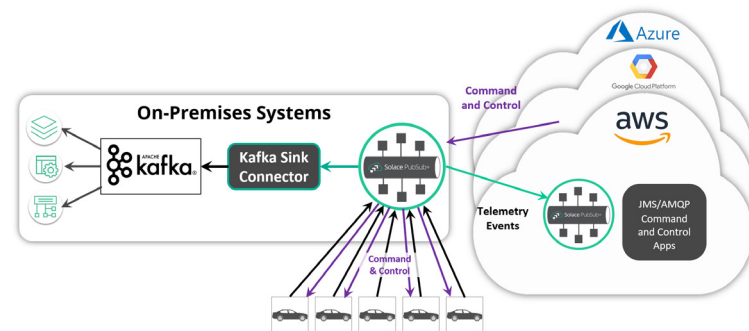 Azure
Google Cloud Platform
aws
Command
and Control
On-Premises Systems
APACHE
kafka®
Kafka Sink
Connector
Solace PubSub+
Telemetry
Events
Solace PubSub+
JMS/AMQP
Command
and Control
Apps
Command
& Control